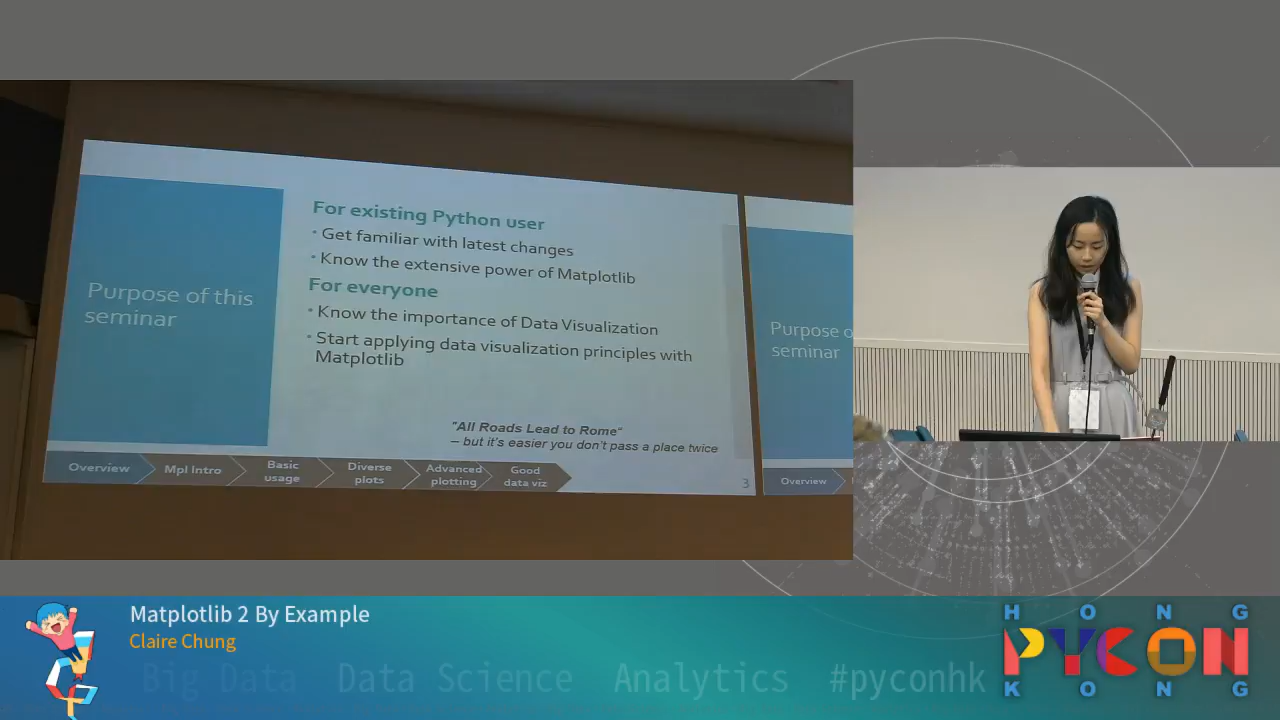 Purpose of this
seminar
For existing Python user
• Get familiar with latest changes
• Know the extensive power of Matplotlib
For everyone
• Know the importance of Data Visualization
• Start applying data visualization principles with
Matplotlib
"All Roads Lead to Rome"
– but it's easier you don't pass a place twice
Overview
Mpl Intro
Basic
usage
Diverse
plots
Advanced
plotting
Good
data viz
3
Purpose o
seminar
Overview
Matplotlib 2 By Example
Claire Chung
Big Data Data Science Analytics #pyconhk
HONG
PYCON
KONG